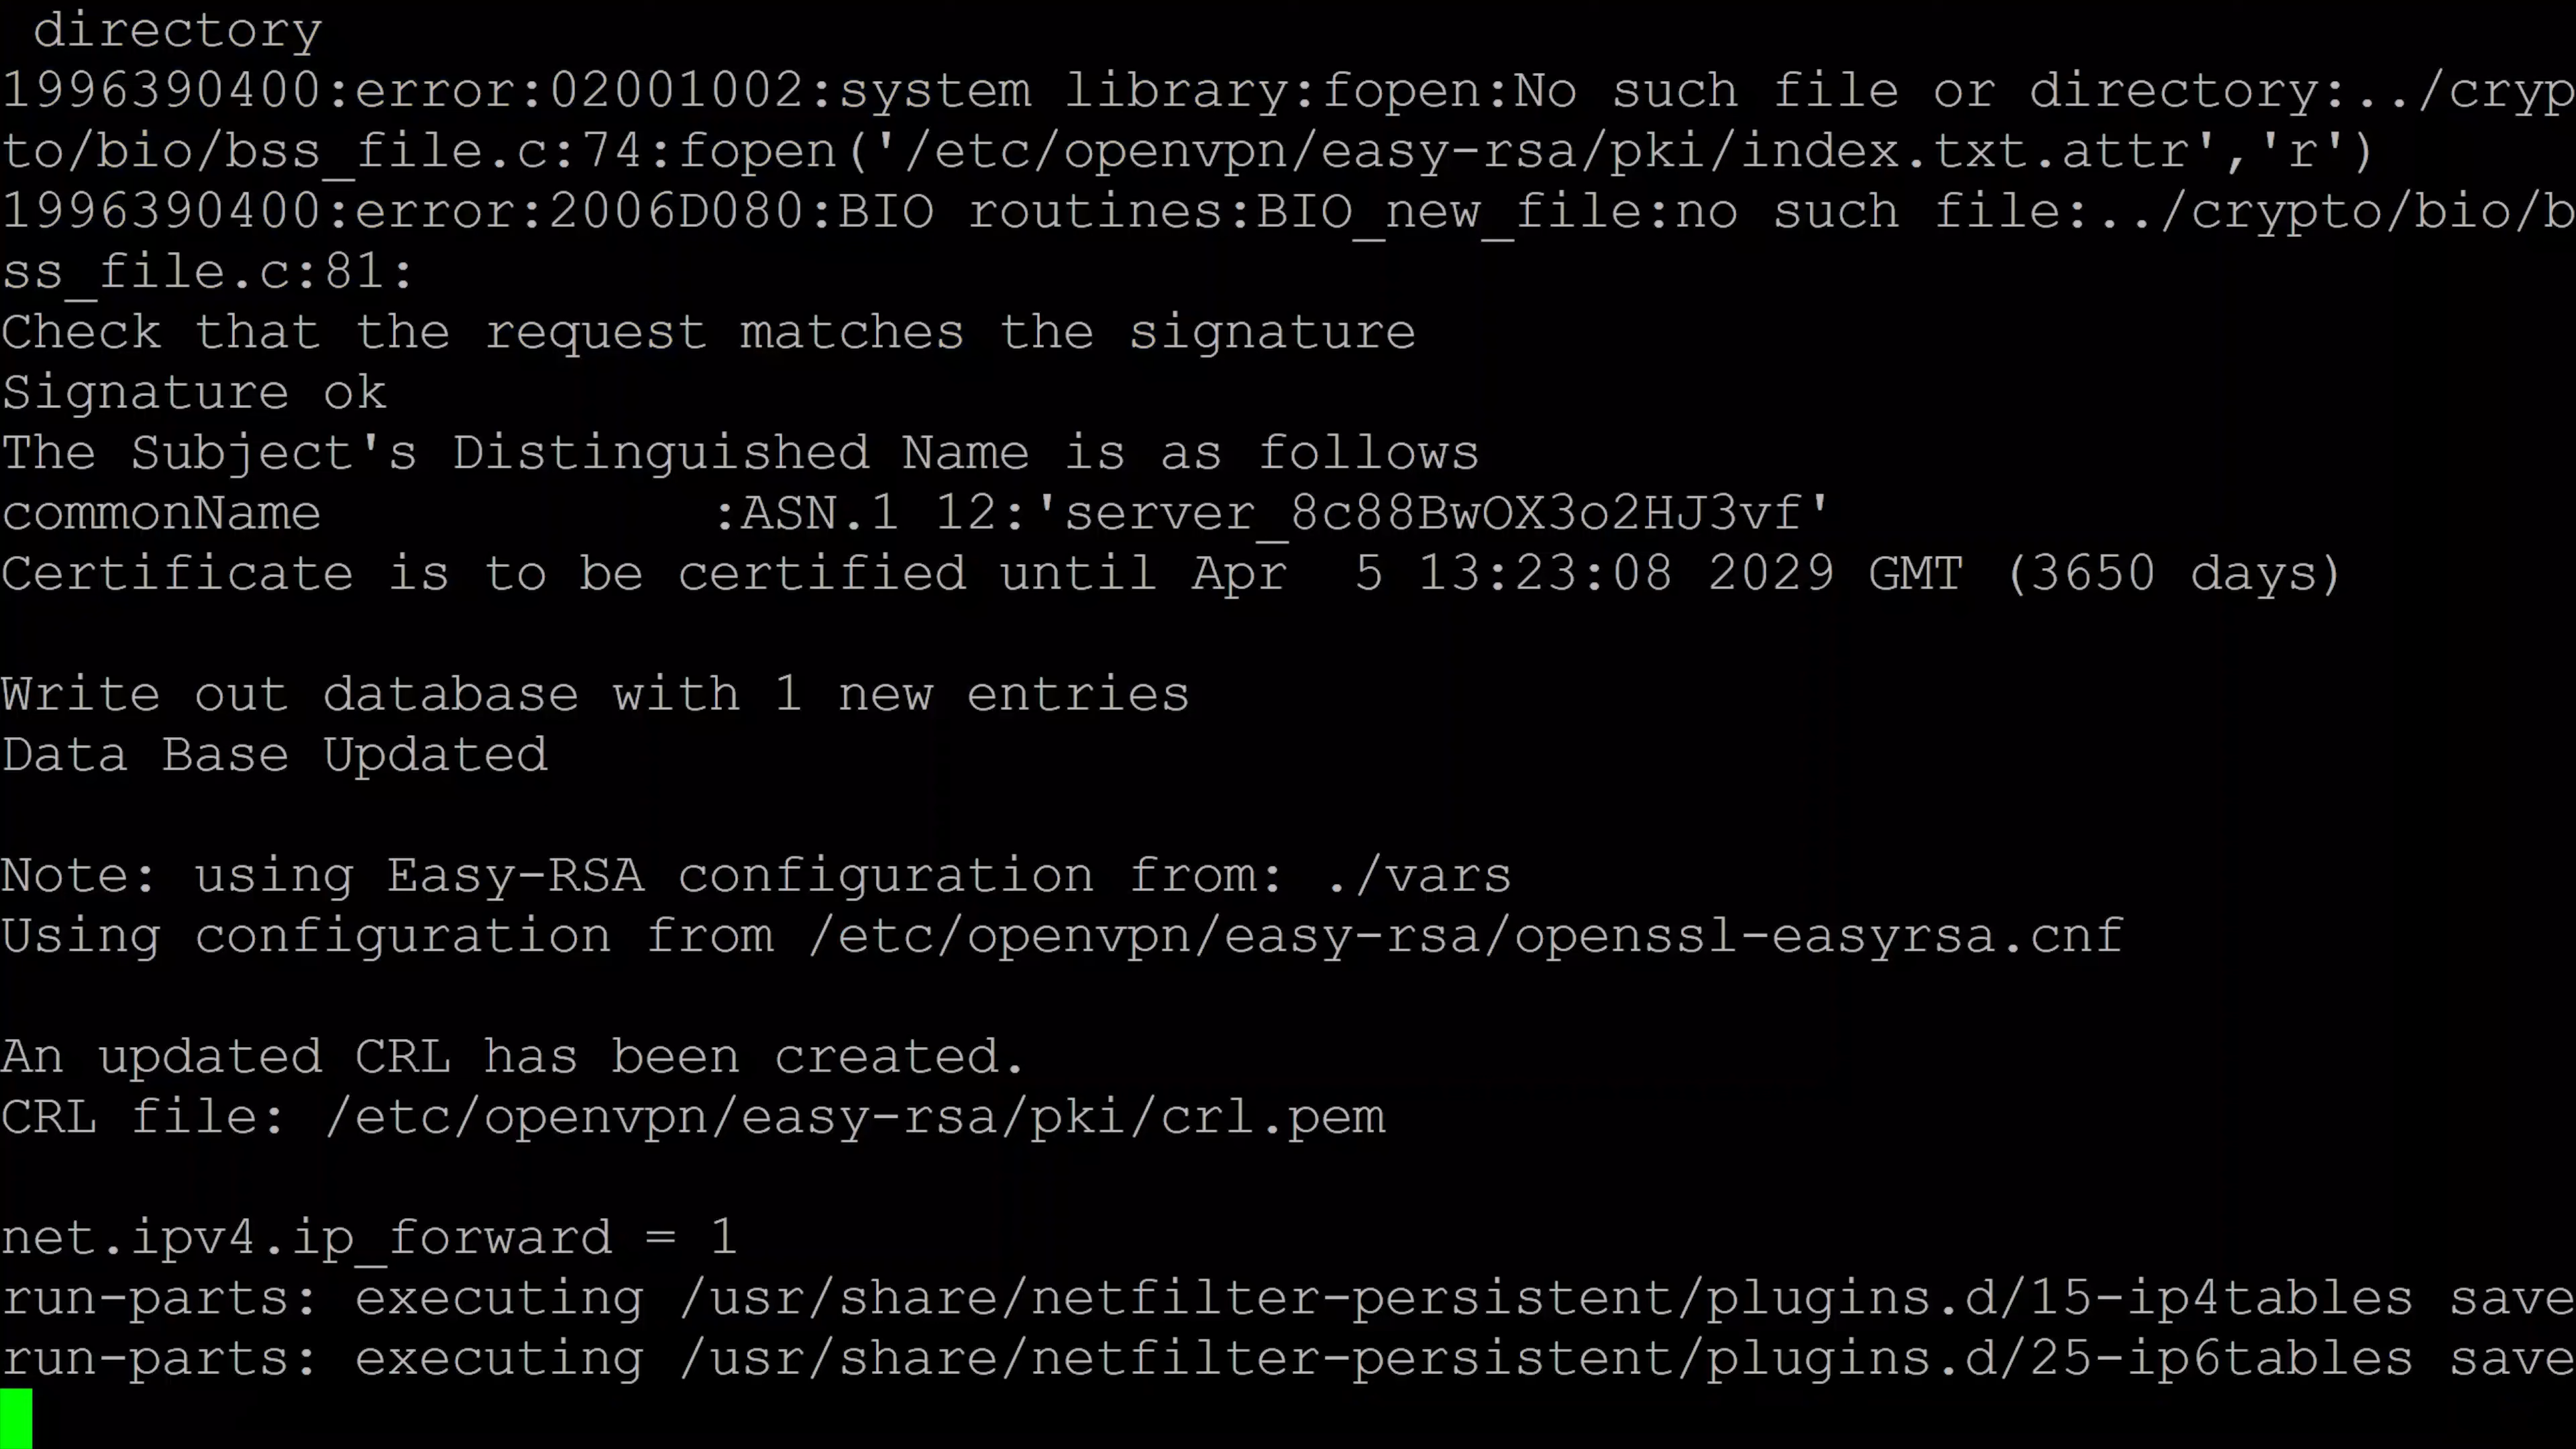 directory
1996390400:error:02001002:system library:fopen:No such file or directory:../cryp
to/bio/bss_file.c:74:fopen('/etc/openvpn/easy-rsa/pki/index.txt.attr','r')
1996390400:error:2006D080:BIO routines:BIO_new_file:no such file:../crypto/bio/b
ss_file.c:81:
Check that the request matches the signature
Signature ok
The Subject's Distinguished Name is as follows
commonName            :ASN.1 12:'server_8c88BwOX3o2HJ3vf'
Certificate is to be certified until Apr  5 13:23:08 2029 GMT (3650 days)
Write out database with 1 new entries
Data Base Updated
Note: using Easy-RSA configuration from: ./vars
Using configuration from /etc/openvpn/easy-rsa/openssl-easyrsa.cnf
An updated CRL has been created.
CRL file: /etc/openvpn/easy-rsa/pki/crl.pem
net.ipv4.ip_forward = 1
run-parts: executing /usr/share/netfilter-persistent/plugins.d/15-ip4tables save
run-parts: executing /usr/share/netfilter-persistent/plugins.d/25-ip6tables save